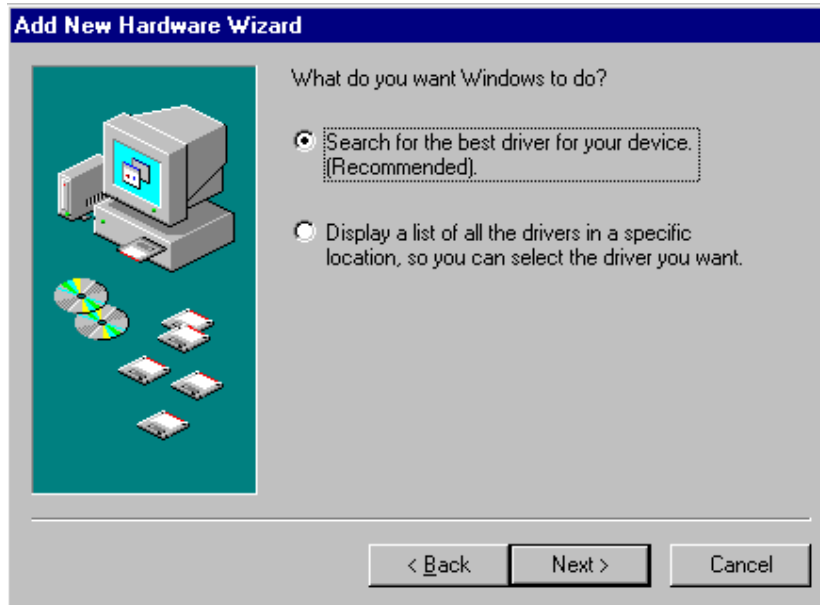 Add New Hardware Wizard
What do you want Windows to do?
Search for the best driver for your device.
(Recommended).
Display a list of all the drivers in a specific
location, so you can select the driver you want.
< Back
Next >
Cancel